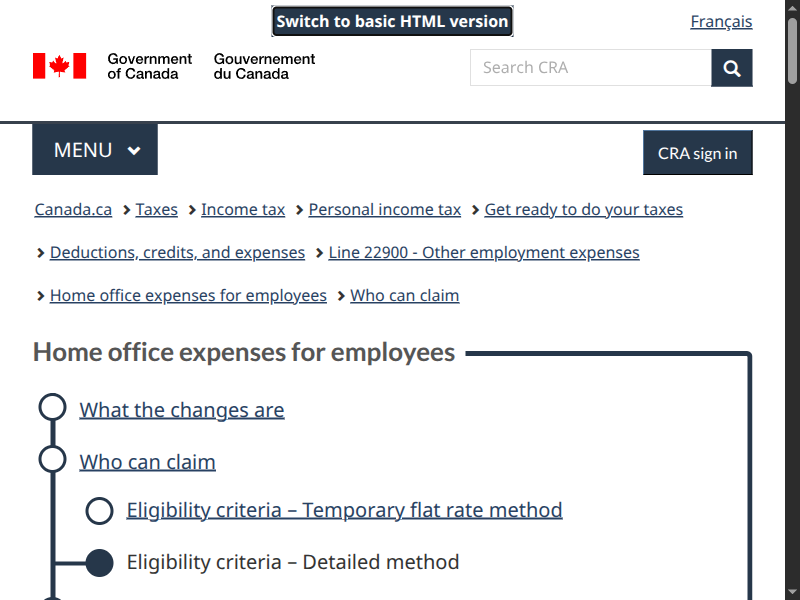 Switch to basic HTML version
Français
Government of Canada
Gouvernement du Canada
Search CRA
MENU
CRA sign in
Canada.ca > Taxes > Income tax > Personal income tax > Get ready to do your taxes
> Deductions, credits, and expenses > Line 22900 - Other employment expenses
> Home office expenses for employees > Who can claim
Home office expenses for employees
What the changes are
Who can claim
Eligibility criteria – Temporary flat rate method
Eligibility criteria – Detailed method